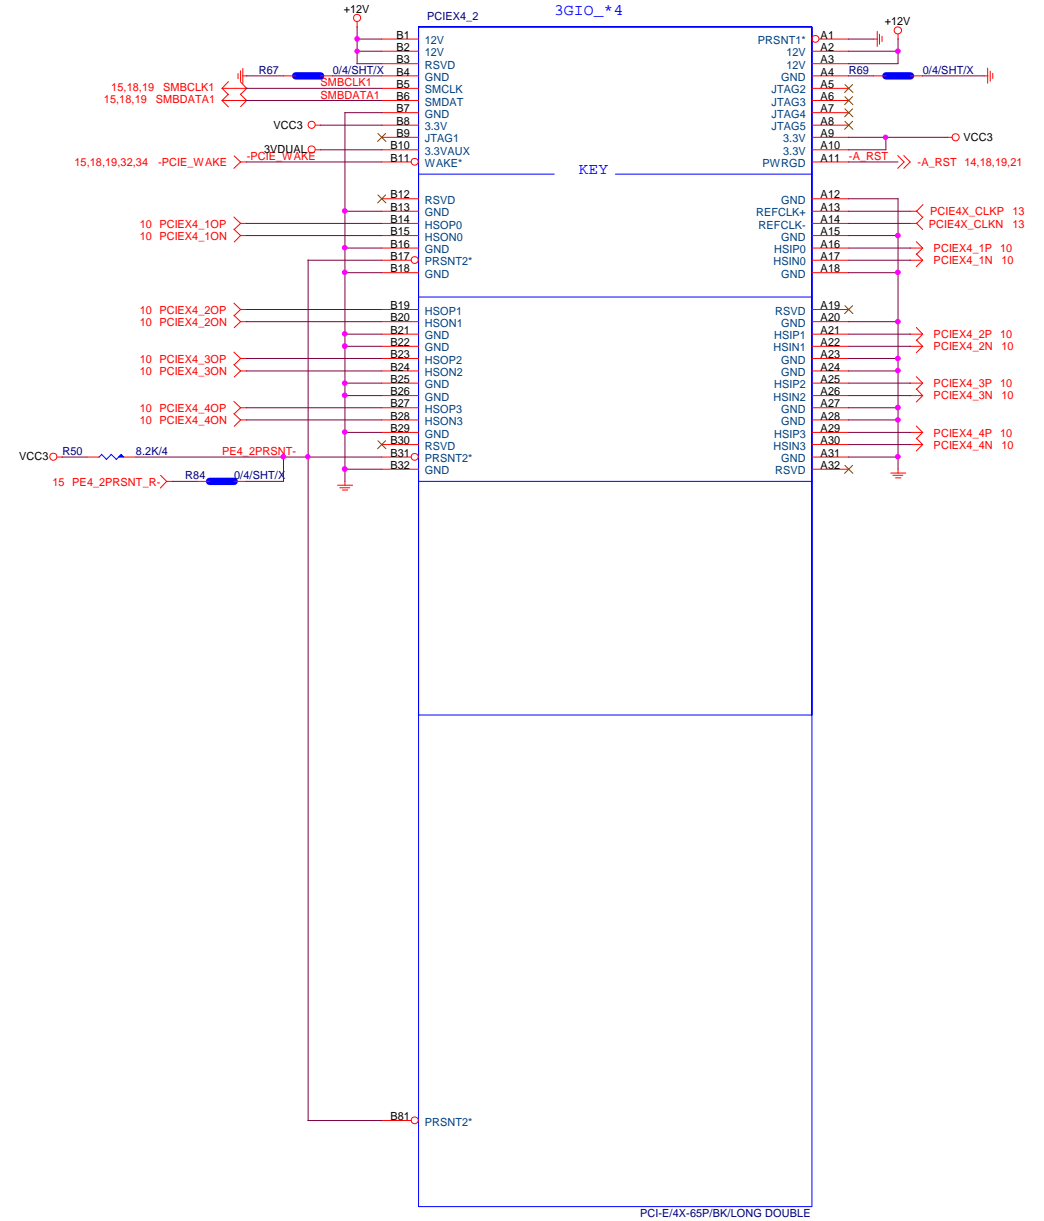 +12V
PCIEX4_2
3GIO_*4
+12V
B1 12V PRSNT1* A1
B2 12V 12V A2
B3 RSVD 12V A3
R67 0/4/SHT/X B4 GND GND A4 R69 0/4/SHT/X
15,18,19 SMBCLK1 SMBCLK1 B5 SMCLK JTAG2 A5
15,18,19 SMBDATA1 SMBDATA1 B6 SMDAT JTAG3 A6
B7 GND JTAG4 A7
VCC3 B8 3.3V JTAG5 A8
B9 JTAG1 3.3V A9 VCC3
3VDUAL B10 3.3VAUX 3.3V A10
15,18,19,32,34 -PCIE_WAKE -PCIE_WAKE B11 WAKE* PWRGD A11 -A_RST -A_RST 14,18,19,21
KEY
B12 RSVD GND A12
B13 GND REFCLK+ A13 PCIE4X_CLKP 13
10 PCIEX4_1OP B14 HSOP0 REFCLK- A14 PCIE4X_CLKN 13
10 PCIEX4_1ON B15 HSON0 GND A15
B16 GND HSIP0 A16 PCIEX4_1P 10
B17 PRSNT2* HSIN0 A17 PCIEX4_1N 10
B18 GND GND A18
10 PCIEX4_2OP B19 HSOP1 RSVD A19
10 PCIEX4_2ON B20 HSON1 GND A20
B21 GND HSIP1 A21 PCIEX4_2P 10
B22 GND HSIN1 A22 PCIEX4_2N 10
10 PCIEX4_3OP B23 HSOP2 GND A23
10 PCIEX4_3ON B24 HSON2 GND A24
B25 GND HSIP2 A25 PCIEX4_3P 10
B26 GND HSIN2 A26 PCIEX4_3N 10
10 PCIEX4_4OP B27 HSOP3 GND A27
10 PCIEX4_4ON B28 HSON3 GND A28
B29 GND HSIP3 A29 PCIEX4_4P 10
B30 RSVD HSIN3 A30 PCIEX4_4N 10
VCC3 R50 8.2K/4 PE4_2PRSNT- B31 PRSNT2* GND A31
B32 GND RSVD A32
15 PE4_2PRSNT_R- R84 0/4/SHT/X
B81 PRSNT2*
PCI-E/4X-65P/BK/LONG DOUBLE